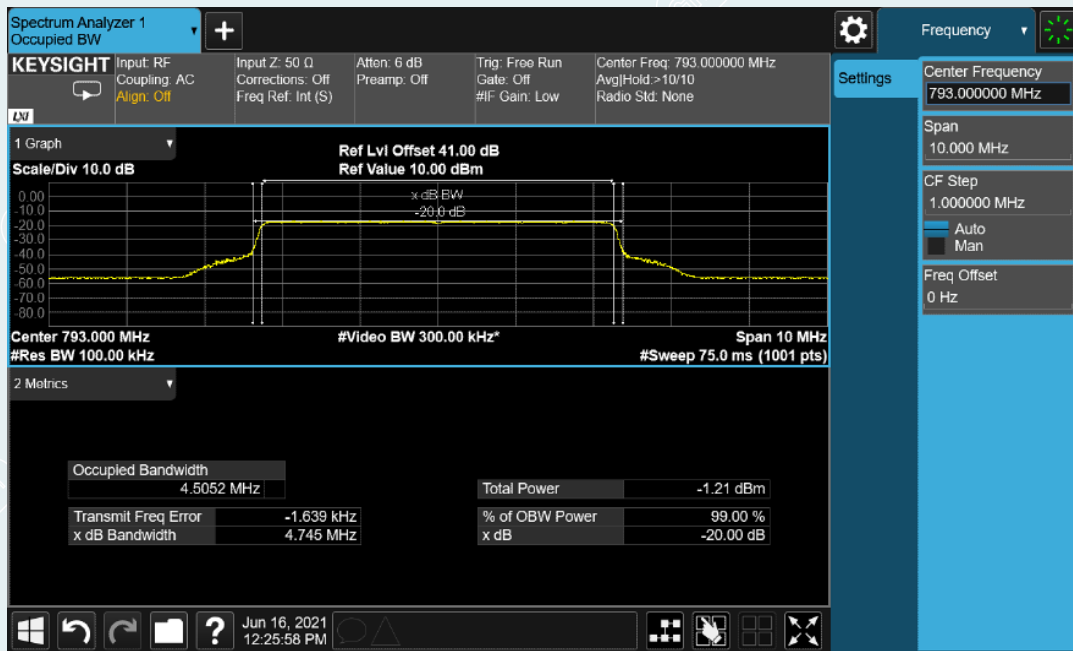 Spectrum Analyzer 1
Occupied BW
+
Frequency
KEYSIGHT
LXI
Input: RF
Coupling: AC
Align: Off
Input Z: 50 Ω
Corrections: Off
Freq Ref: Int (S)
Atten: 6 dB
Preamp: Off
Trig: Free Run
Gate: Off
#IF Gain: Low
Center Freq: 793.000000 MHz
Avg|Hold:>10/10
Radio Std: None
Settings
Center Frequency
793.000000 MHz
Span
10.000 MHz
CF Step
1.000000 MHz
Auto
Man
Freq Offset
0 Hz
1 Graph
Scale/Div 10.0 dB
Ref Lvl Offset 41.00 dB
Ref Value 10.00 dBm
x dB BW
-20.0 dB
0.00
-10.0
-20.0
-30.0
-40.0
-50.0
-60.0
-70.0
-80.0
Center 793.000 MHz
#Video BW 300.00 kHz*
Span 10 MHz
#Res BW 100.00 kHz
#Sweep 75.0 ms (1001 pts)
2 Metrics
Occupied Bandwidth
4.5052 MHz
Total Power -1.21 dBm
Transmit Freq Error -1.639 kHz
% of OBW Power 99.00 %
x dB Bandwidth 4.745 MHz
x dB -20.00 dB
?
Jun 16, 2021
12:25:58 PM